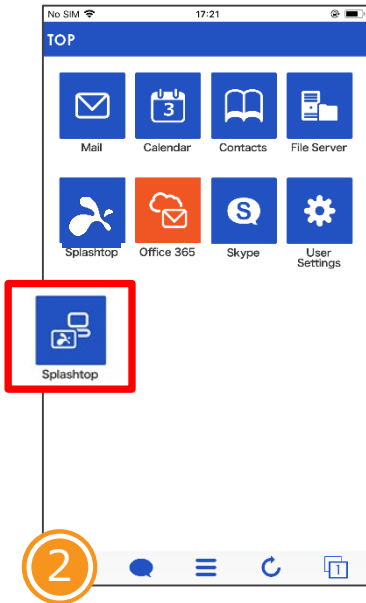 No SIM 17:21
TOP
3
Mail Calendar Contacts File Server
S
Splashtop Office 365 Skype User
Settings
Splashtop
2
1